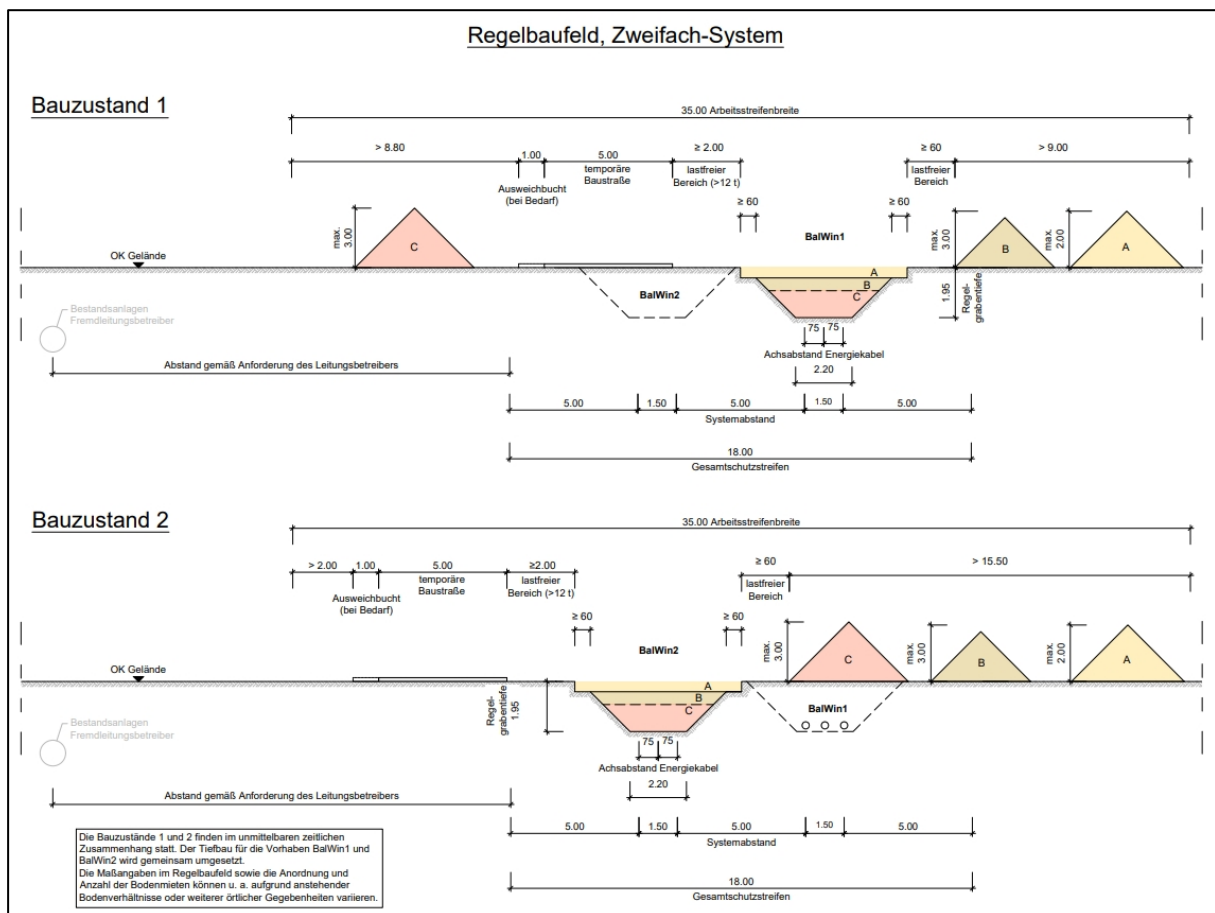 Regelbaufeld, Zweifach-System
Bauzustand 1
35.00 Arbeitsstreifenbreite
> 8.80
1.00
5.00
≥ 2.00
≥ 60
> 9.00
Ausweichbucht
(bei Bedarf)
temporäre
Baustraße
lastfreier
Bereich (>12 t)
lastfreier
Bereich
≥ 60
≥ 60
max.
3.00
C
BalWin1
max.
3.00
B
max.
2.00
A
OK Gelände
A
B
C
BalWin2
1.95
Regel-
grabentiefe
Bestandsanlagen
Fremdleitungsbetreiber
75
75
Achsabstand Energiekabel
2.20
Abstand gemäß Anforderung des Leitungsbetreibers
5.00
1.50
5.00
1.50
5.00
Systemabstand
18.00
Gesamtschutzstreifen
Bauzustand 2
35.00 Arbeitsstreifenbreite
> 2.00
1.00
5.00
≥2.00
≥ 60
> 15.50
Ausweichbucht
(bei Bedarf)
temporäre
Baustraße
lastfreier
Bereich (>12 t)
lastfreier
Bereich
≥ 60
≥ 60
BalWin2
max.
3.00
C
max.
3.00
B
max.
2.00
A
OK Gelände
A
B
C
Regel-
grabentiefe
1.95
BalWin1
Bestandsanlagen
Fremdleitungsbetreiber
75
75
Achsabstand Energiekabel
2.20
Abstand gemäß Anforderung des Leitungsbetreibers
5.00
1.50
5.00
1.50
5.00
Systemabstand
18.00
Gesamtschutzstreifen
Die Bauzustände 1 und 2 finden im unmittelbaren zeitlichen
Zusammenhang statt. Der Tiefbau für die Vorhaben BalWin1 und
BalWin2 wird gemeinsam umgesetzt.
Die Maßangaben im Regelbaufeld sowie die Anordnung und
Anzahl der Bodenmieten können u. a. aufgrund anstehender
Bodenverhältnisse oder weiterer örtlicher Gegebenheiten variieren.